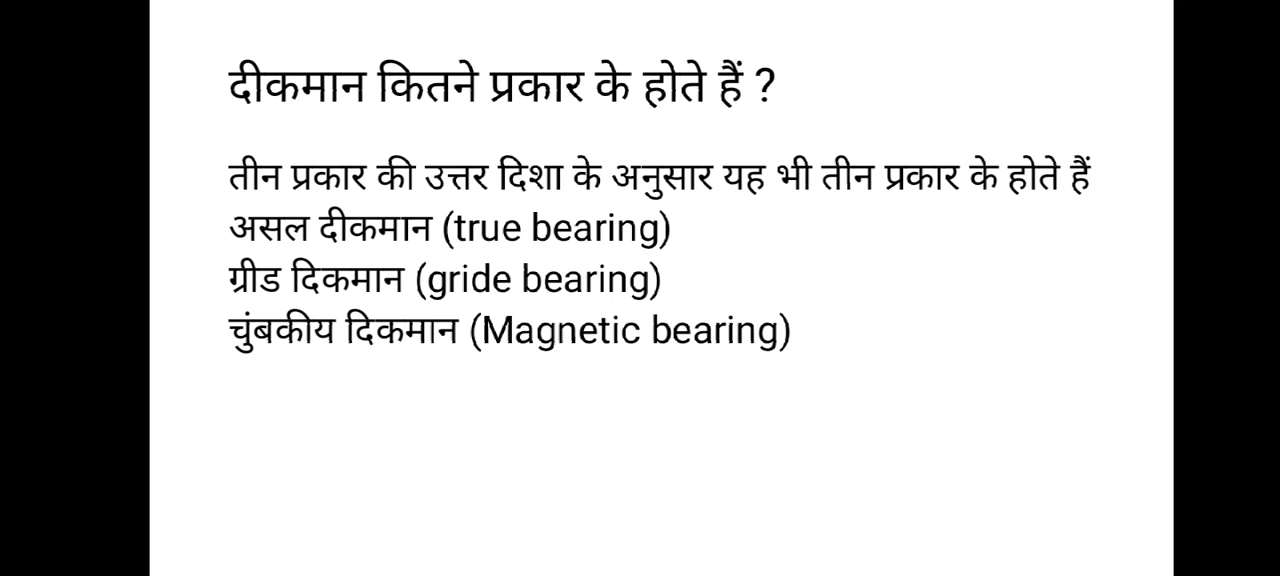 दीकमान कितने प्रकार के होते हैं ?
तीन प्रकार की उत्तर दिशा के अनुसार यह भी तीन प्रकार के होते हैं
असल दीकमान (true bearing)
ग्रीड दिकमान (gride bearing)
चुंबकीय दिकमान (Magnetic bearing)